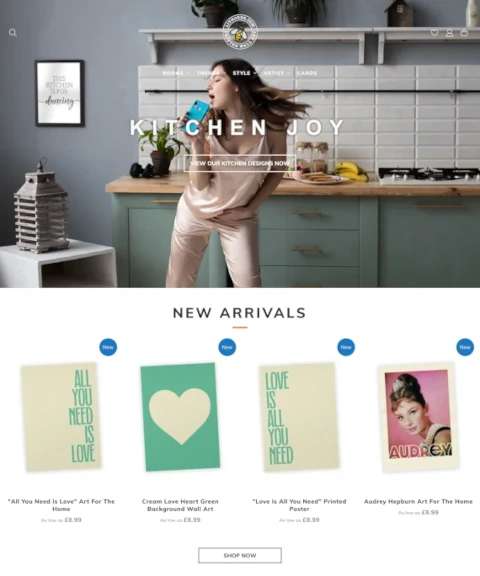 ROOMS THEMES STYLE ARTIST CARDS
THIS
KITCHEN
IS FOR
dancing
KITCHEN JOY
VIEW OUR KITCHEN DESIGNS NOW
NEW ARRIVALS
New New New New
ALL
YOU
NEED
IS
LOVE
LOVE
IS
ALL
YOU
NEED
AUDREY
"All You Need Is Love" Art For The
Home
As low as £8.99
Cream Love Heart Green
Background Wall Art
As low as £8.99
"Love Is All You Need" Printed
Poster
As low as £8.99
Audrey Hepburn Art For The Home
As low as £8.99
SHOP NOW